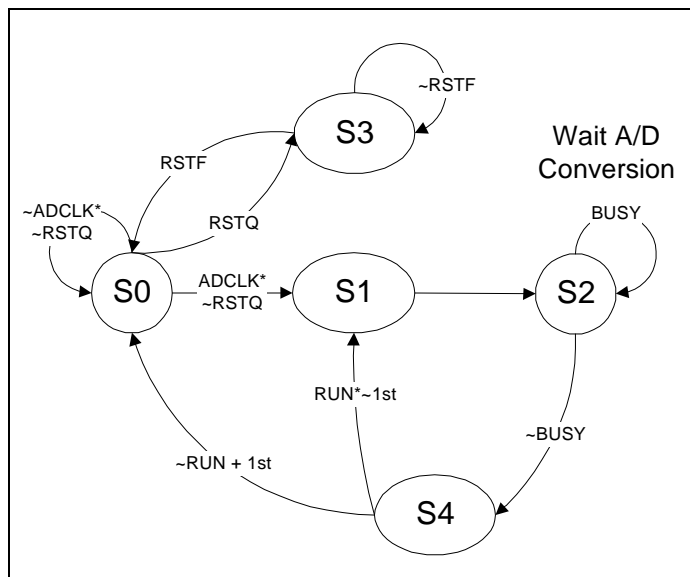 ~RSTF
S3
Wait A/D
Conversion
RSTF
RSTQ
BUSY
~ADCLK*
~RSTQ
S0
ADCLK*
~RSTQ
S1
S2
RUN*~1st
~BUSY
~RUN + 1st
S4